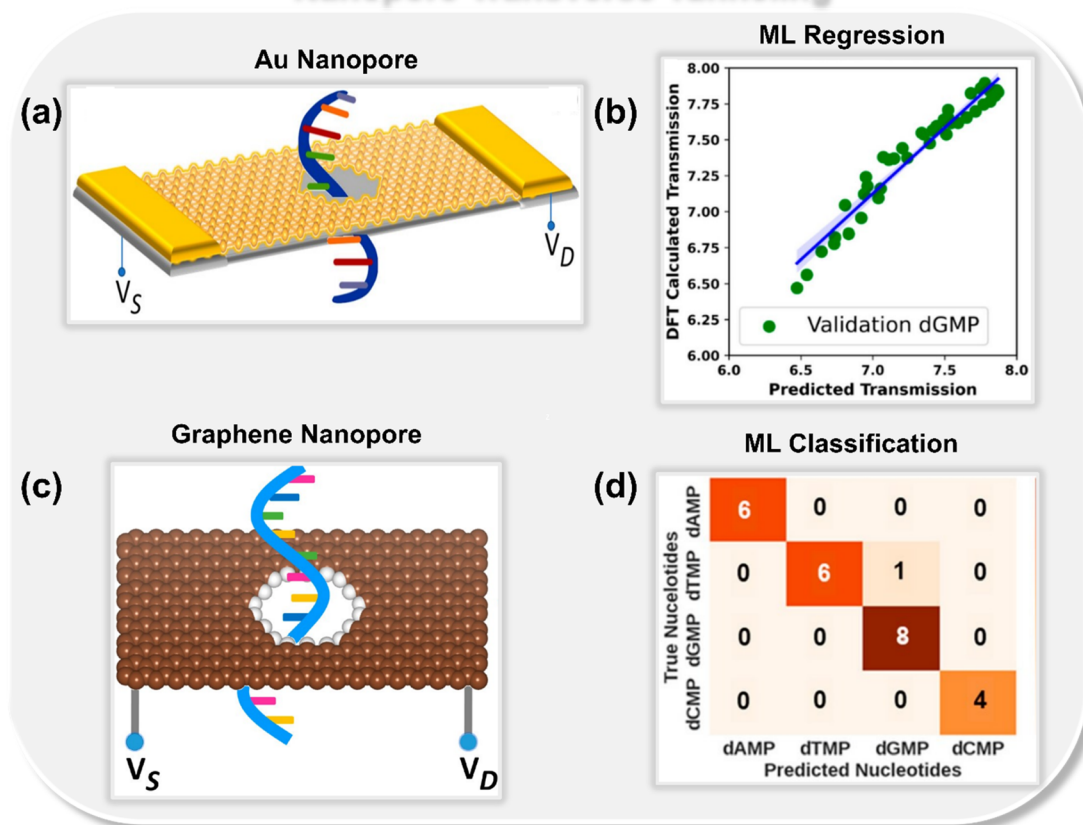 Nanopore Transverse Tunneling
Au Nanopore
(a)
V_S
V_D
ML Regression
(b)
8.00
7.75
7.50
7.25
7.00
6.75
6.50
6.25
6.00
DFT Calculated Transmission
Validation dGMP
6.0 6.5 7.0 7.5 8.0
Predicted Transmission
Graphene Nanopore
(c)
V_S
V_D
ML Classification
(d)
True Nucelotides
dAMP 6 0 0 0
dTMP 0 6 1 0
dGMP 0 0 8 0
dCMP 0 0 0 4
dAMP dTMP dGMP dCMP
Predicted Nucleotides